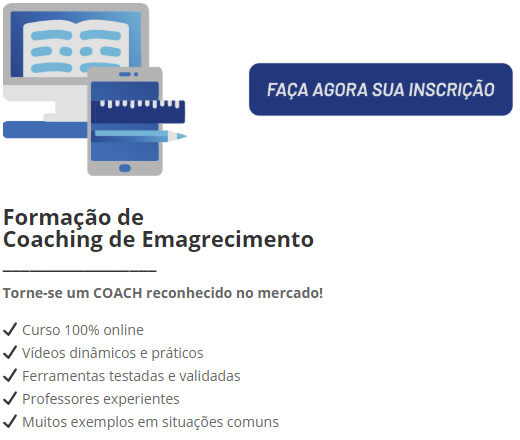 FAÇA AGORA SUA INSCRIÇÃO
Formação de
Coaching de Emagrecimento
Torne-se um COACH reconhecido no mercado!
✓ Curso 100% online
✓ Vídeos dinâmicos e práticos
✓ Ferramentas testadas e validadas
✓ Professores experientes
✓ Muitos exemplos em situações comuns